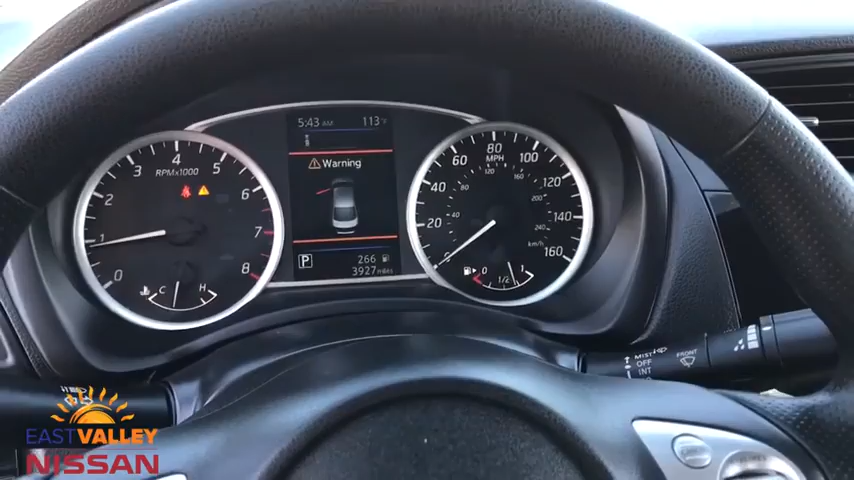 5:43 AM 113°F
Warning
P 266
3927 miles
0 1 2 3 4 5 6 7 8
RPMx1000
C H
0 20 40 60 80 100 120 140 160
MPH
40 80 120 160 200 240
km/h
0 1/2 1
MIST
OFF
INT
FRONT
EAST VALLEY
NISSAN